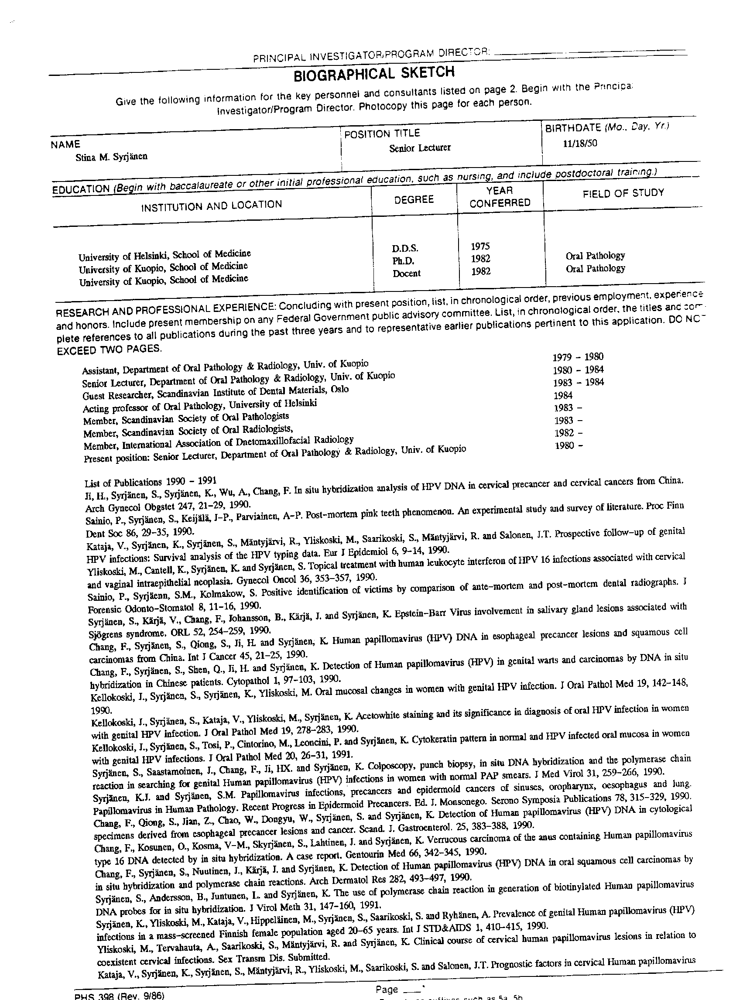 PRINCIPAL INVESTIGATOR/PROGRAM DIRECTOR:
BIOGRAPHICAL SKETCH
Give the following information for the key personnel and consultants listed on page 2. Begin with the Principal
Investigator/Program Director. Photocopy this page for each person.
NAME
Stina M. Syrjänen
POSITION TITLE
Senior Lecturer
BIRTHDATE (Mo., Day, Yr.)
11/18/50
EDUCATION (Begin with baccalaureate or other initial professional education, such as nursing, and include postdoctoral training.)
INSTITUTION AND LOCATION
DEGREE
YEAR
CONFERRED
FIELD OF STUDY
University of Helsinki, School of Medicine D.D.S. 1975
University of Kuopio, School of Medicine Ph.D. 1982 Oral Pathology
University of Kuopio, School of Medicine Docent 1982 Oral Pathology
RESEARCH AND PROFESSIONAL EXPERIENCE: Concluding with present position, list, in chronological order, previous employment, experience
and honors. Include present membership on any Federal Government public advisory committee. List, in chronological order, the titles and com-
plete references to all publications during the past three years and to representative earlier publications pertinent to this application. DO NO-
EXCEED TWO PAGES.
Assistant, Department of Oral Pathology & Radiology, Univ. of Kuopio 1979 - 1980
Senior Lecturer, Department of Oral Pathology & Radiology, Univ. of Kuopio 1980 - 1984
Guest Researcher, Scandinavian Institute of Dental Materials, Oslo 1983 - 1984
Acting professor of Oral Pathology, University of Helsinki 1984
Member, Scandinavian Society of Oral Pathologists 1983 -
Member, Scandinavian Society of Oral Radiologists, 1983 -
Member, International Association of Dnetomaxillofacial Radiology 1982 -
Present position: Senior Lecturer, Department of Oral Pathology & Radiology, Univ. of Kuopio 1980 -
List of Publications 1990 - 1991
Ji, H., Syrjänen, S., Syrjänen, K., Wu, A., Chang, F. In situ hybridization analysis of HPV DNA in cervical precancer and cervical cancers from China.
Arch Gynecol Obgstet 247, 21-29, 1990.
Sainio, P., Syrjänen, S., Keijälä, J-P., Parviainen, A-P. Post-mortem pink teeth phenomenon. An experimental study and survey of literature. Proc Finn
Dent Soc 86, 29-35, 1990.
Kataja, V., Syrjänen, K., Syrjänen, S., Mäntyjärvi, R., Yliskoski, M., Saarikoski, S., Mäntyjärvi, R. and Salonen, J.T. Prospective follow-up of genital
HPV infections: Survival analysis of the HPV typing data. Eur J Epidemiol 6, 9-14, 1990.
Yliskoski, M., Cantell, K., Syrjänen, K. and Syrjänen, S. Topical treatment with human leukocyte interferon of HPV 16 infections associated with cervical
and vaginal intraepithelial neoplasia. Gynecol Oncol 36, 353-357, 1990.
Sainio, P., Syrjäenn, S.M., Kolmakow, S. Positive identification of victims by comparison of ante-mortem and post-mortem dental radiographs. J
Forensic Odonto-Stomatol 8, 11-16, 1990.
Syrjänen, S., Kärjä, V., Chang, F., Johansson, B., Kärjä, J. and Syrjänen, K. Epstein-Barr Virus involvement in salivary gland lesions associated with
Sjögrens syndrome. ORL 52, 254-259, 1990.
Chang, F., Syrjänen, S., Qiong, S., Ji, H. and Syrjänen, K. Human papillomavirus (HPV) DNA in esophageal precancer lesions and squamous cell
carcinomas from China. Int J Cancer 45, 21-25, 1990.
Chang, F., Syrjänen, S., Shen, Q., Ji, H. and Syrjänen, K. Detection of Human papillomavirus (HPV) in genital warts and carcinomas by DNA in situ
hybridization in Chinese patients. Cytopathol 1, 97-103, 1990.
Kellokoski, J., Syrjänen, S., Syrjänen, K., Yliskoski, M. Oral mucosal changes in women with genital HPV infection. J Oral Pathol Med 19, 142-148,
1990.
Kellokoski, J., Syrjänen, S., Kataja, V., Yliskoski, M., Syrjänen, K. Acetowhite staining and its significance in diagnosis of oral HPV infection in women
with genital HPV infection. J Oral Pathol Med 19, 278-283, 1990.
Kellokoski, J., Syrjänen, S., Tosi, P., Cintorino, M., Leoncini, P. and Syrjänen, K. Cytokeratin pattern in normal and HPV infected oral mucosa in women
with genital HPV infections. J Oral Pathol Med 20, 26-31, 1991.
Syrjänen, S., Saastamoinen, J., Chang, F., Ji, HX. and Syrjänen, K. Colposcopy, punch biopsy, in situ DNA hybridization and the polymerase chain
reaction in searching for genital Human papillomavirus (HPV) infections in women with normal PAP smears. J Med Virol 31, 259-266, 1990.
Syrjänen, K.J. and Syrjänen, S.M. Papillomavirus infections, precancers and epidermoid cancers of sinuses, oropharynx, oesophagus and lung.
Papillomavirus in Human Pathology. Recent Progress in Epidermoid Precancers. Ed. J. Monsonego. Serono Symposia Publications 78, 315-329, 1990.
Chang, F., Qiong, S., Jian, Z., Chao, W., Dongyu, W., Syrjänen, S. and Syrjänen, K. Detection of Human papillomavirus (HPV) DNA in cytological
specimens derived from esophageal precancer lesions and cancer. Scand. J. Gastroenterol. 25, 383-388, 1990.
Chang, F., Kosunen, O., Kosma, V-M., Skyrjänen, S., Lahtinen, J. and Syrjänen, K. Verrucous carcinoma of the anus containing Human papillomavirus
type 16 DNA detected by in situ hybridization. A case report. Gentourin Med 66, 342-345, 1990.
Chang, F., Syrjänen, S., Nuutinen, J., Kärjä, J. and Syrjänen, K. Detection of Human papillomavirus (HPV) DNA in oral squamous cell carcinomas by
in situ hybridization and polymerase chain reactions. Arch Dermatol Res 282, 493-497, 1990.
Syrjänen, S., Andersson, B., Juntunen, L. and Syrjänen, K. The use of polymerase chain reaction in generation of biotinylated Human papillomavirus
DNA probes for in situ hybridization. J Virol Meth 31, 147-160, 1991.
Syrjänen, K., Yliskoski, M., Kataja, V., Hippeläinen, M., Syrjänen, S., Saarikoski, S. and Ryhänen, A. Prevalence of genital Human papillomavirus (HPV)
infections in a mass-screened Finnish female population aged 20-65 years. Int J STD&AIDS 1, 410-415, 1990.
Yliskoski, M., Tervahauta, A., Saarikoski, S., Mäntyjärvi, R. and Syrjänen, K. Clinical course of cervical human papillomavirus lesions in relation to
coexistent cervical infections. Sex Transm Dis. Submitted.
Kataja, V., Syrjänen, K., Syrjänen, S., Mäntyjärvi, R., Yliskoski, M., Saarikoski, S. and Salonen, J.T. Prognostic factors in cervical Human papillomavirus
PHS 398 (Rev. 9/86)
Page